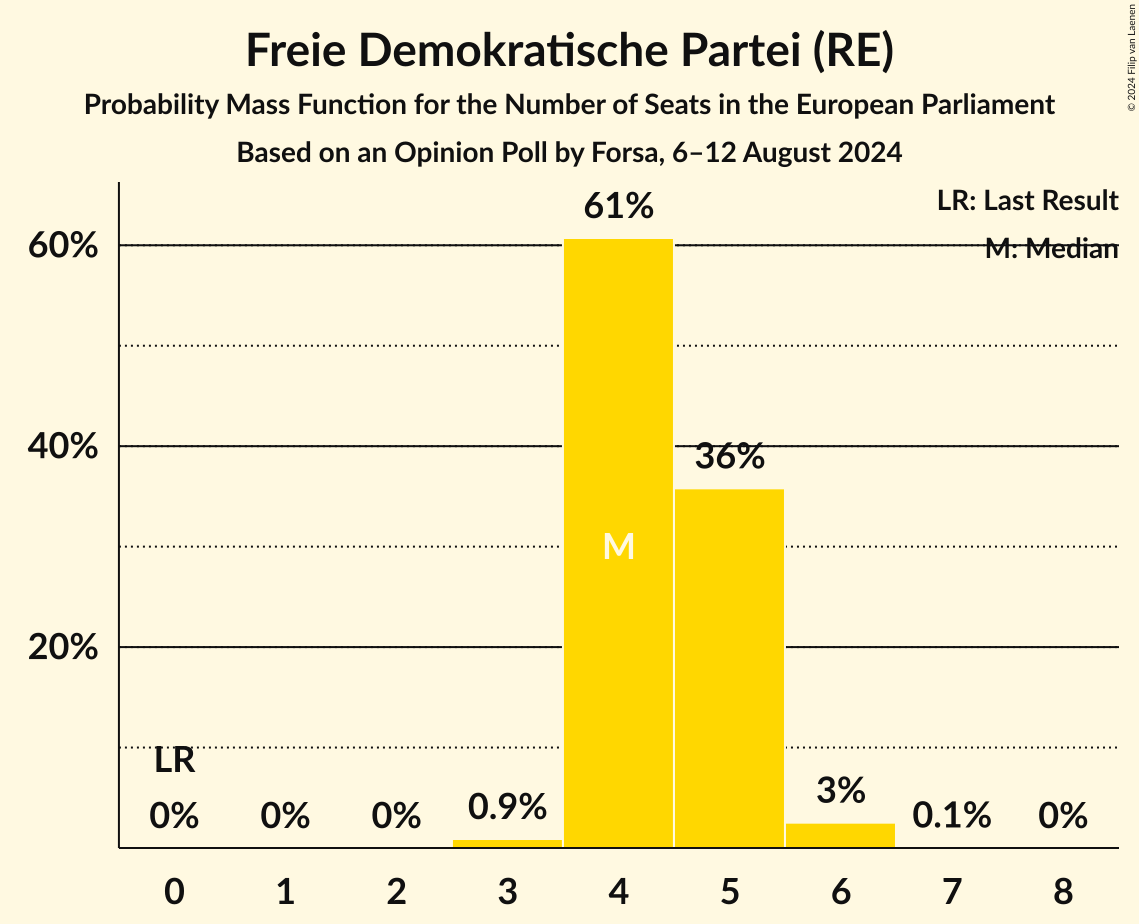 Freie Demokratische Partei (RE)
Probability Mass Function for the Number of Seats in the European Parliament
Based on an Opinion Poll by Forsa, 6–12 August 2024
© 2024 Filip van Laenen
LR: Last Result
M: Median
61%
60%
40%
36%
M
20%
LR
0%
0%
0%
0.9%
3%
0.1%
0%
0 1 2 3 4 5 6 7 8